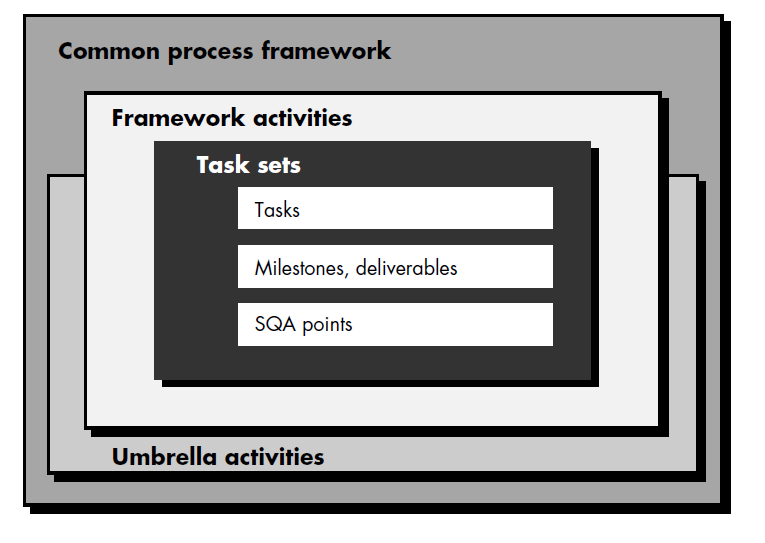 Common process framework
Framework activities
Task sets
Tasks
Milestones, deliverables
SQA points
Umbrella activities